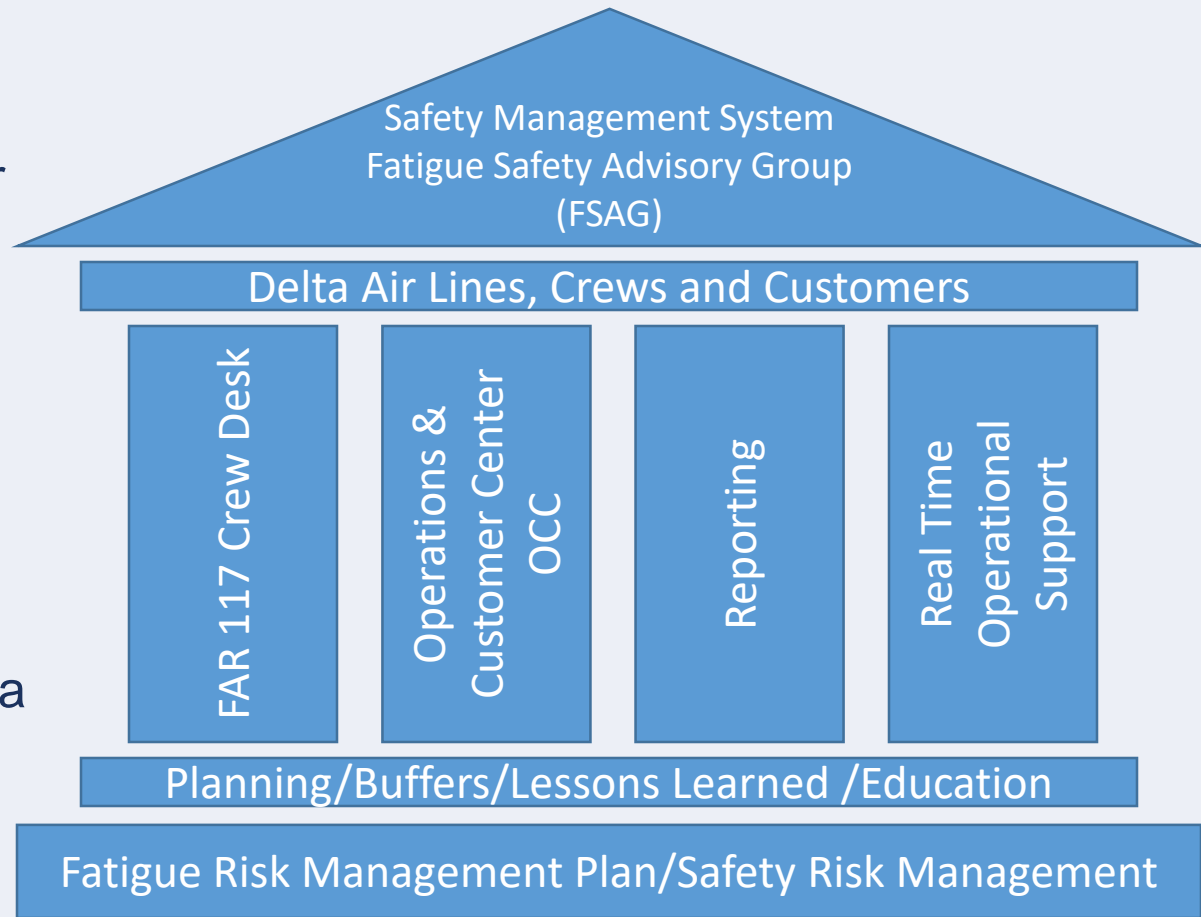 Safety Management System
Fatigue Safety Advisory Group
(FSAG)
r
Delta Air Lines, Crews and Customers
FAR 117 Crew Desk
Operations &
Customer Center
OCC
Reporting
Real Time
Operational
Support
a
Planning/Buffers/Lessons Learned /Education
Fatigue Risk Management Plan/Safety Risk Management